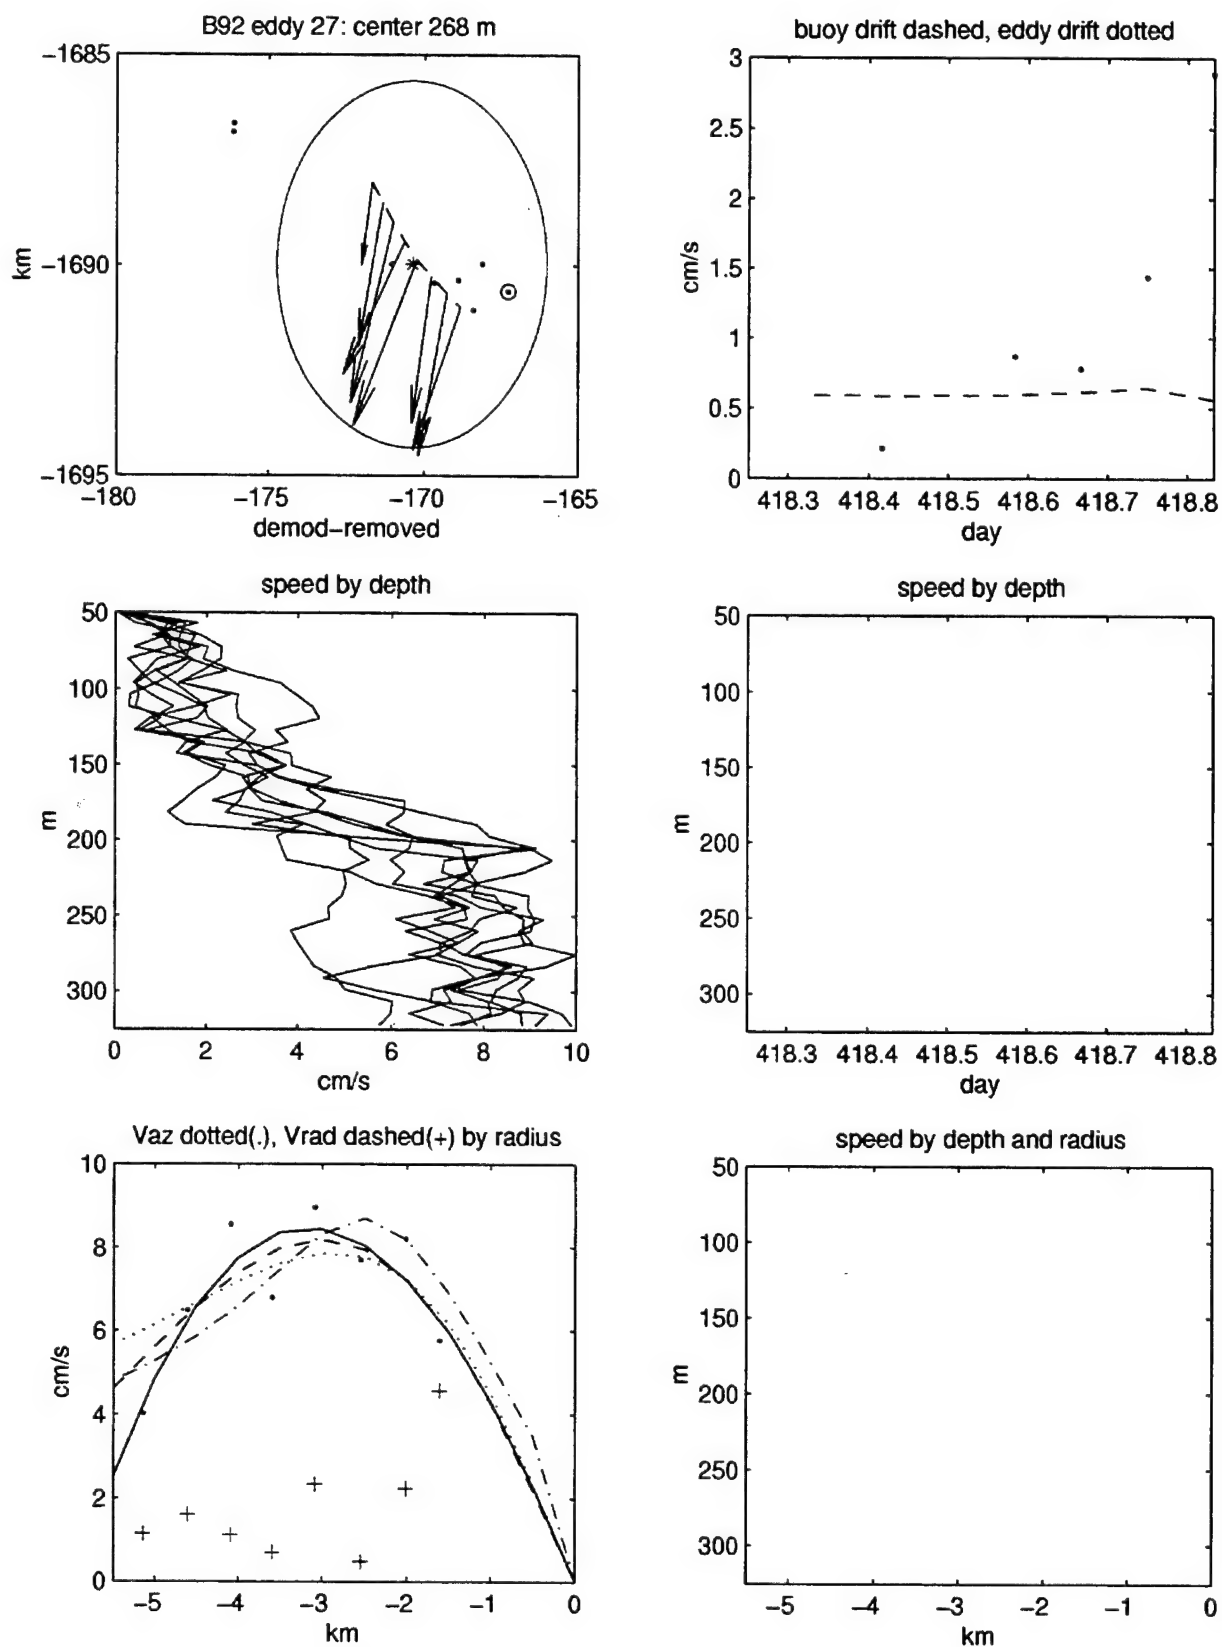 B92 eddy 27: center 268 m
−1685
−1690
−1695
km
−180 −175 −170 −165
demod−removed
buoy drift dashed, eddy drift dotted
3
2.5
2
1.5
1
0.5
0
cm/s
418.3 418.4 418.5 418.6 418.7 418.8
day
speed by depth
50
100
150
200
250
300
m
0 2 4 6 8 10
cm/s
speed by depth
50
100
150
200
250
300
m
418.3 418.4 418.5 418.6 418.7 418.8
day
Vaz dotted(.), Vrad dashed(+) by radius
10
8
6
4
2
0
cm/s
−5 −4 −3 −2 −1 0
km
speed by depth and radius
50
100
150
200
250
300
m
−5 −4 −3 −2 −1 0
km